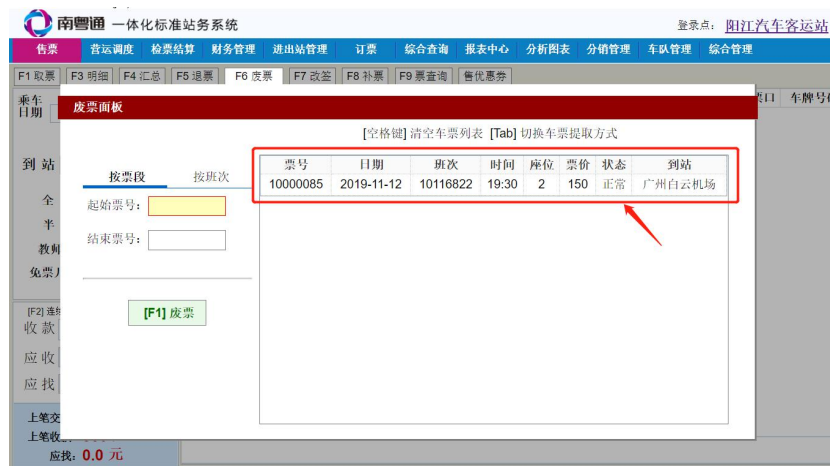 南粤通 一体化标准站务系统 登录点: 阳江汽车客运站
售票 营运调度 检票结算 财务管理 进出站管理 订票 综合查询 报表中心 分析图表 分销管理 车队管理 综合管理
F1 取票 F3 明细 F4 汇总 F5 退票 F6 废票 F7 改签 F8 补票 F9 票查询 售优惠券
乘车
日期
票口 车牌号
废票面板
[空格键] 清空车票列表 [Tab] 切换车票提取方式
到 站
按票段 按班次
票号 日期 班次 时间 座位 票价 状态 到站
10000085 2019-11-12 10116822 19:30 2 150 正常 广州白云机场
全
起始票号:
半
结束票号:
教师
免票
[F2] 连
[F1] 废票
收 款
应 收
应 找
上笔交
上笔收
应找: 0.0 元